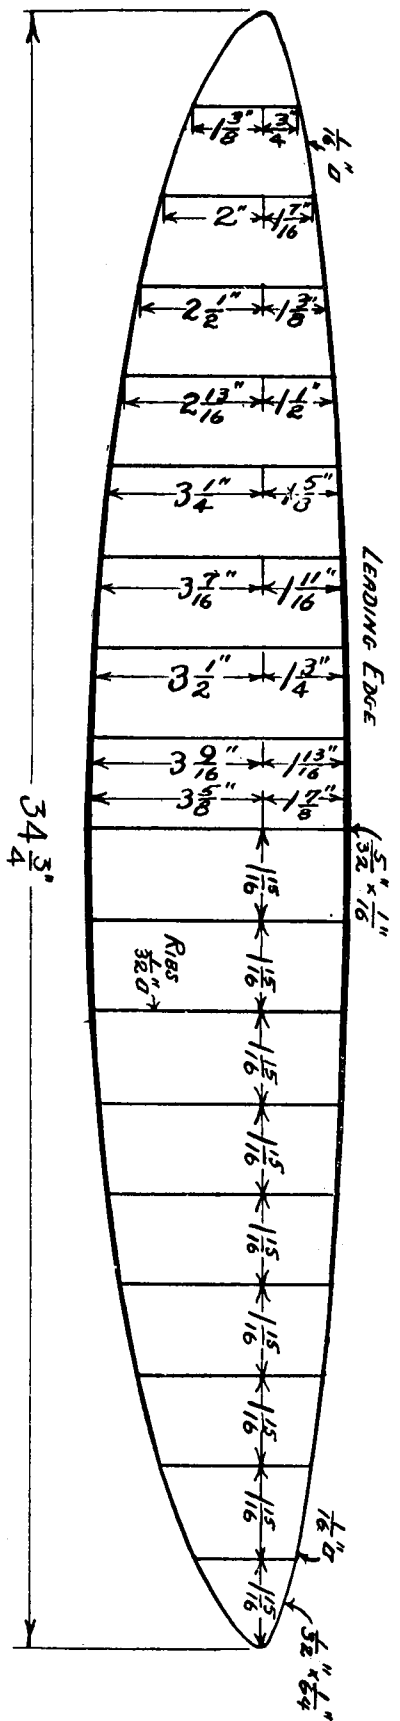 1 3/8" 3/4"
1/16" □
2" 1 7/16"
2 1/2" 1 3/8"
2 13/16" 1 1/2"
3 1/4" 1 5/8"
3 7/16" 1 11/16"
LEADING EDGE
3 1/2" 1 3/4"
3 9/16" 1 13/16"
3 5/8" 1 7/8"
5/32" × 1/16"
34 3/4"
1 15/16
RIBS
1/32" □
1 15/16
1 15/16
1 15/16
1 15/16
1 15/16
1 15/16
1 15/16
1 15/16
1/16" □
1/32" × 1/64"